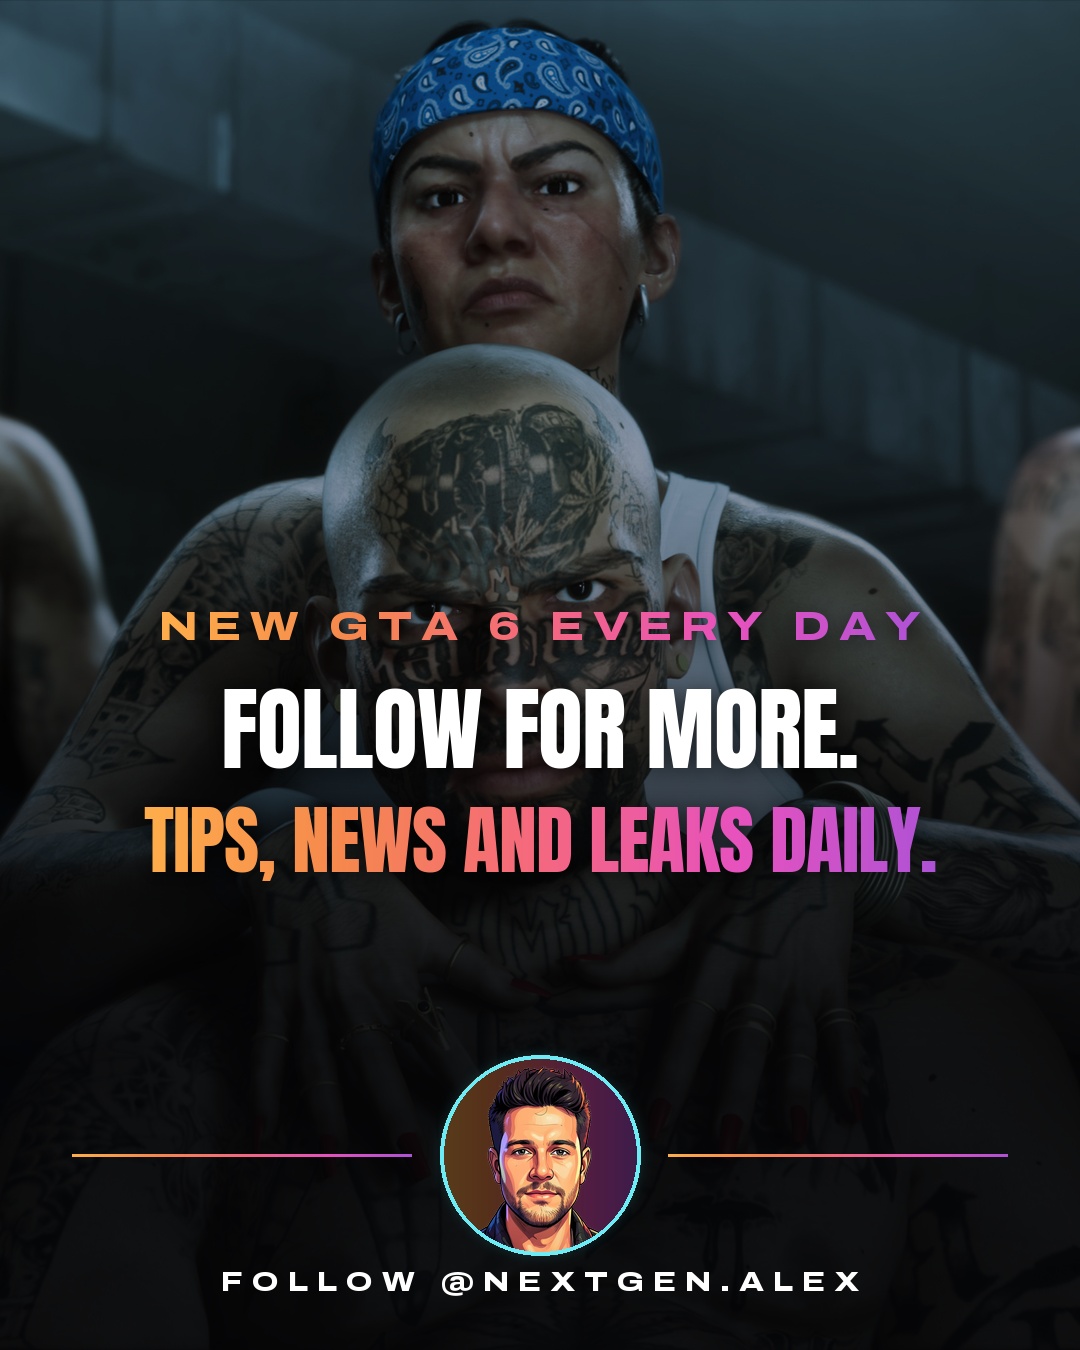 NEW GTA 6 EVERY DAY
FOLLOW FOR MORE.
TIPS, NEWS AND LEAKS DAILY.
FOLLOW @NEXTGEN.ALEX